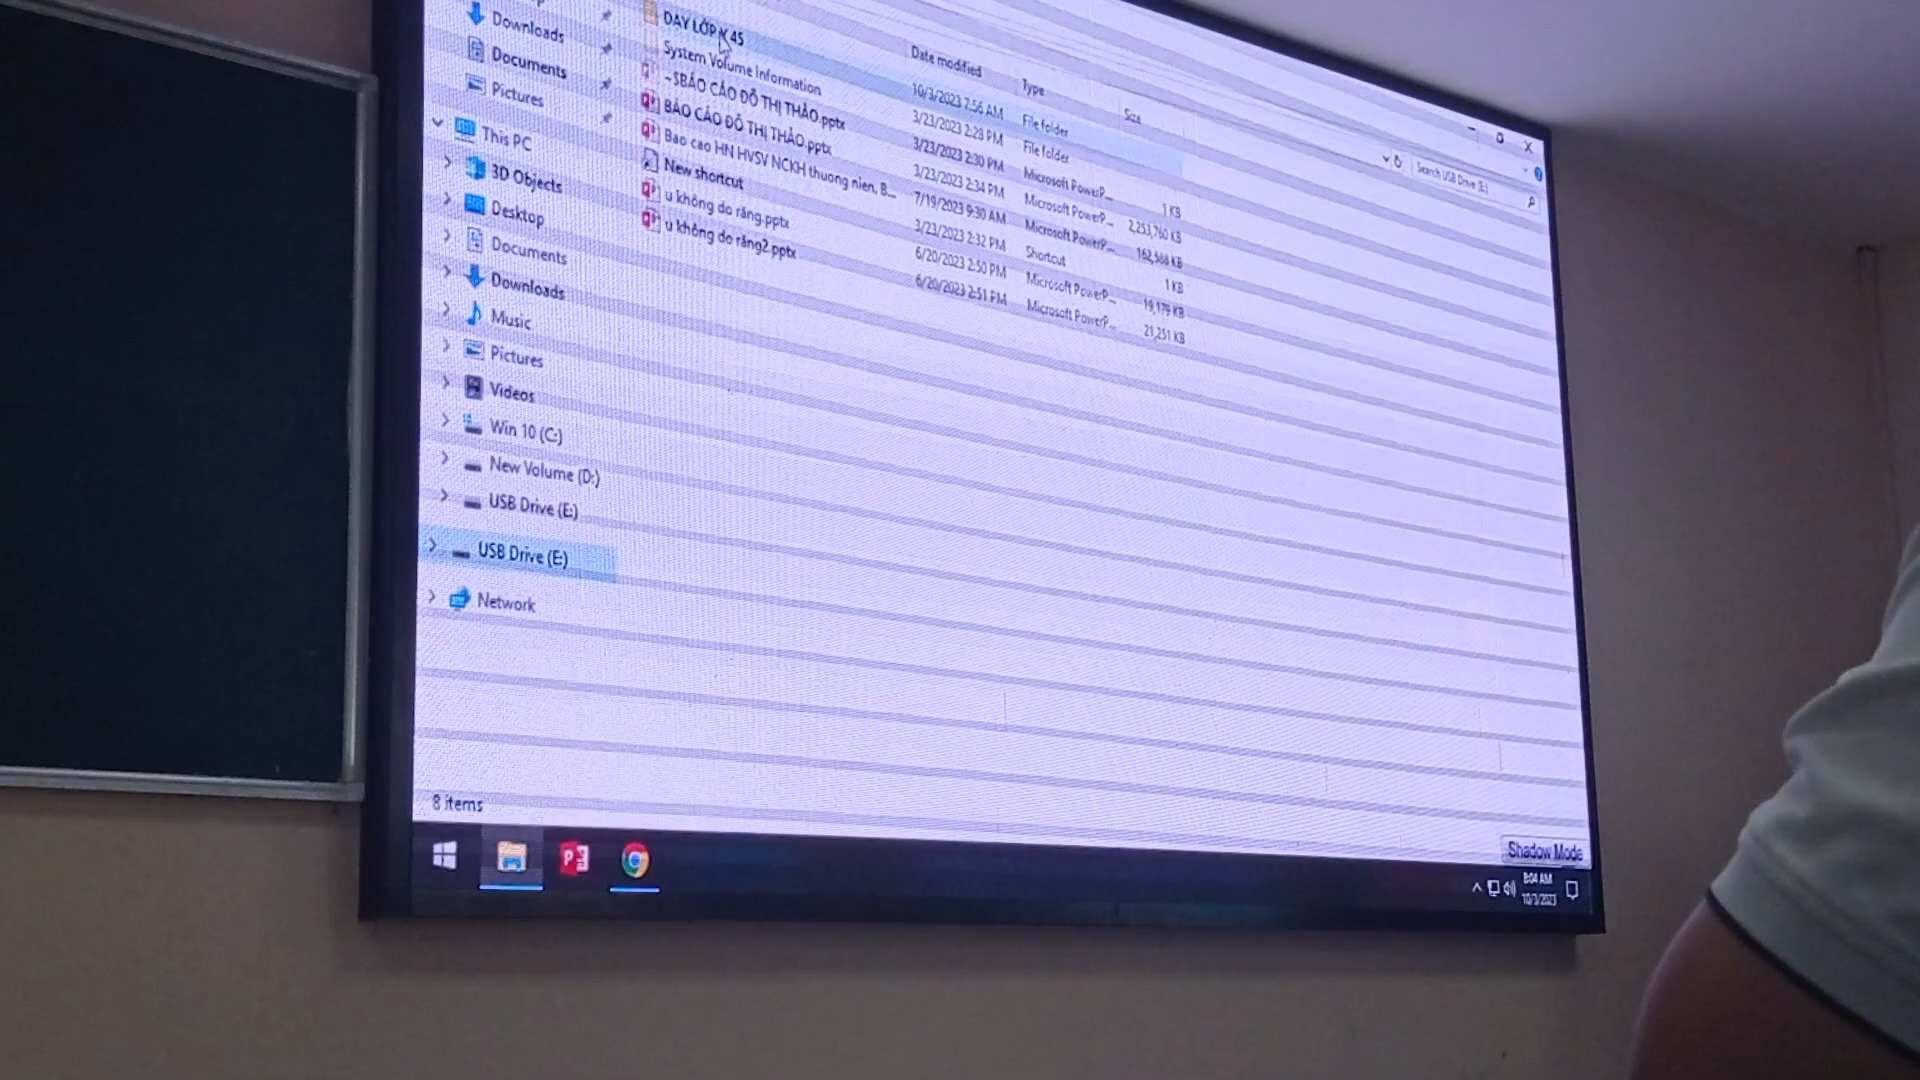 Downloads
Documents
Pictures
This PC
3D Objects
Desktop
Documents
Downloads
Music
Pictures
Videos
Win 10 (C:)
New Volume (D:)
USB Drive (E:)
USB Drive (E:)
Network
8 items
Date modified Type Size
DẠY LỚP K 45 10/3/2023 7:56 AM File folder
System Volume Information 3/23/2023 2:28 PM File folder
~$BÁO CÁO ĐỖ THỊ THẢO.pptx 3/23/2023 2:30 PM Microsoft PowerP... 1 KB
BÁO CÁO ĐỖ THỊ THẢO.pptx 3/23/2023 2:34 PM Microsoft PowerP... 2,253,760 KB
Bao cao HN HVSV NCKH thuong nien. B... 7/19/2023 9:30 AM Microsoft PowerP... 162,568 KB
New shortcut 3/23/2023 2:32 PM Shortcut 1 KB
u không do răng.pptx 6/20/2023 2:50 PM Microsoft PowerP... 19,179 KB
u không do răng2.pptx 6/20/2023 2:51 PM Microsoft PowerP... 21,251 KB
Search USB Drive (E:)
Shadow Mode
8:04 AM
10/3/2023